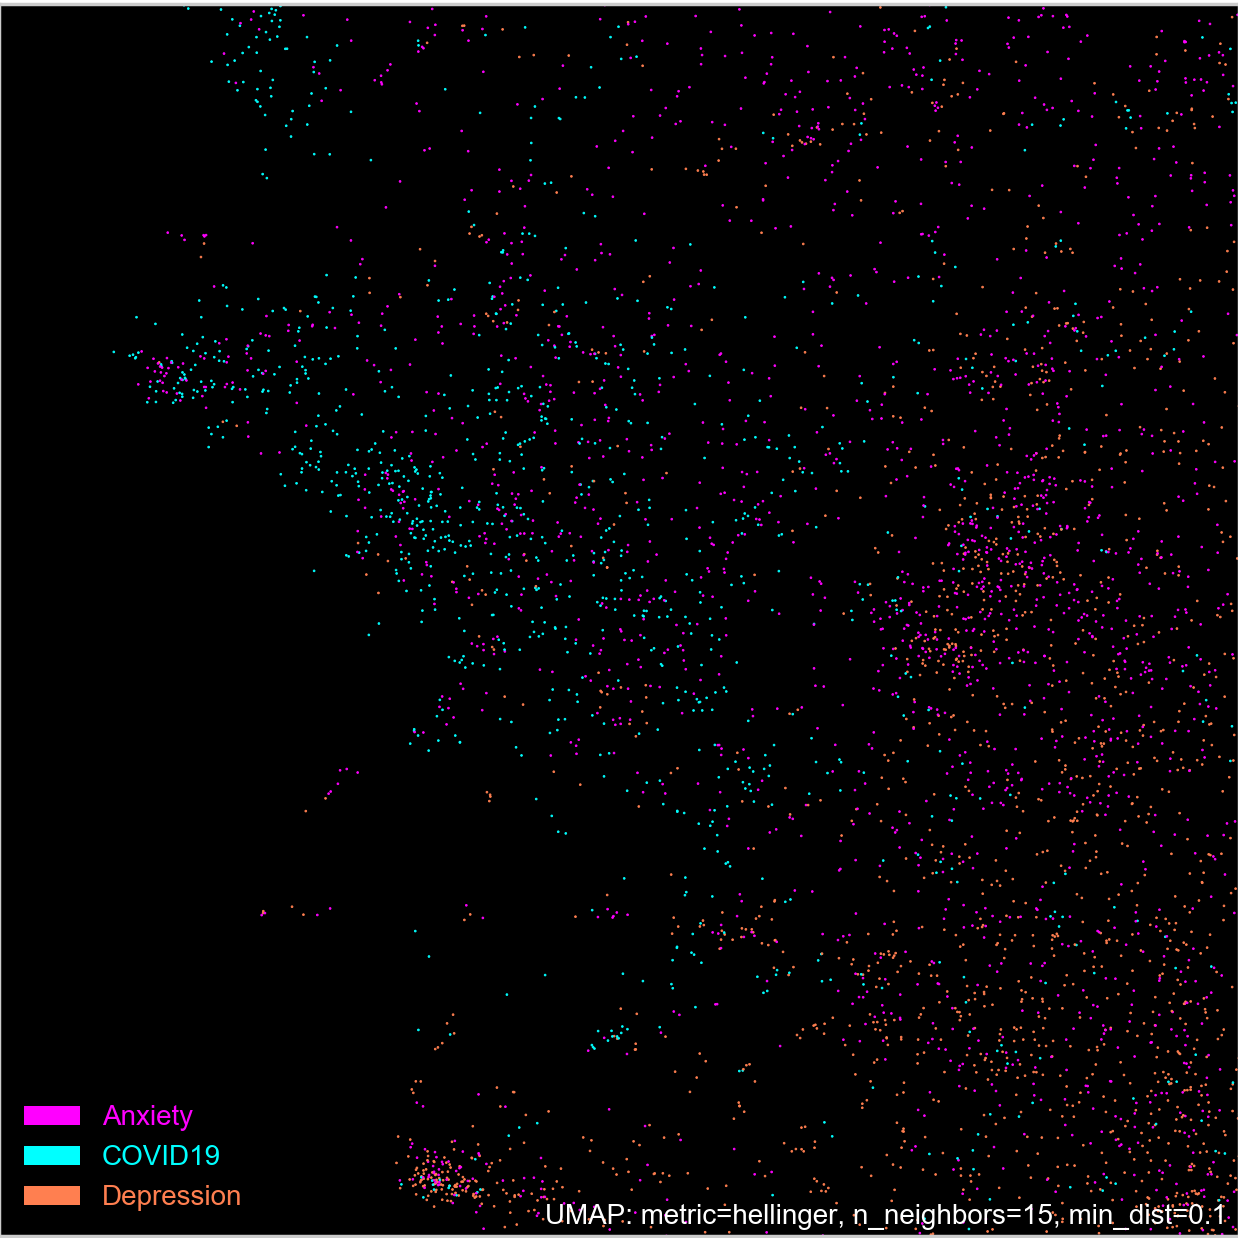 Anxiety
COVID19
Depression
UMAP: metric=hellinger, n_neighbors=15, min_dist=0.1